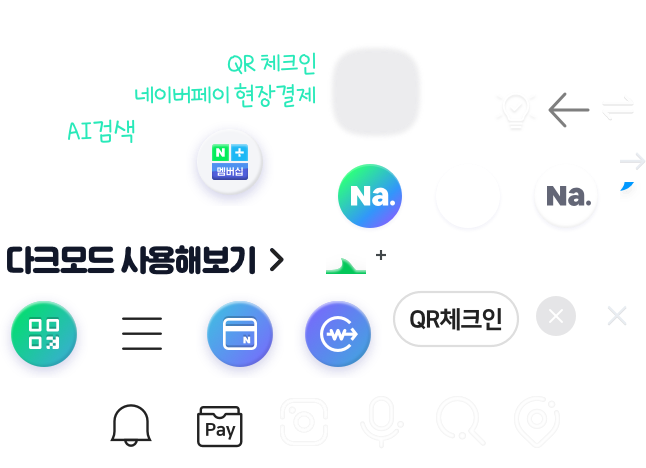 QR 체크인
네이버페이 현장결제
AI검색
N +
멤버십
Na.
Na.
다크모드 사용해보기
+
N
W
QR체크인
Pay